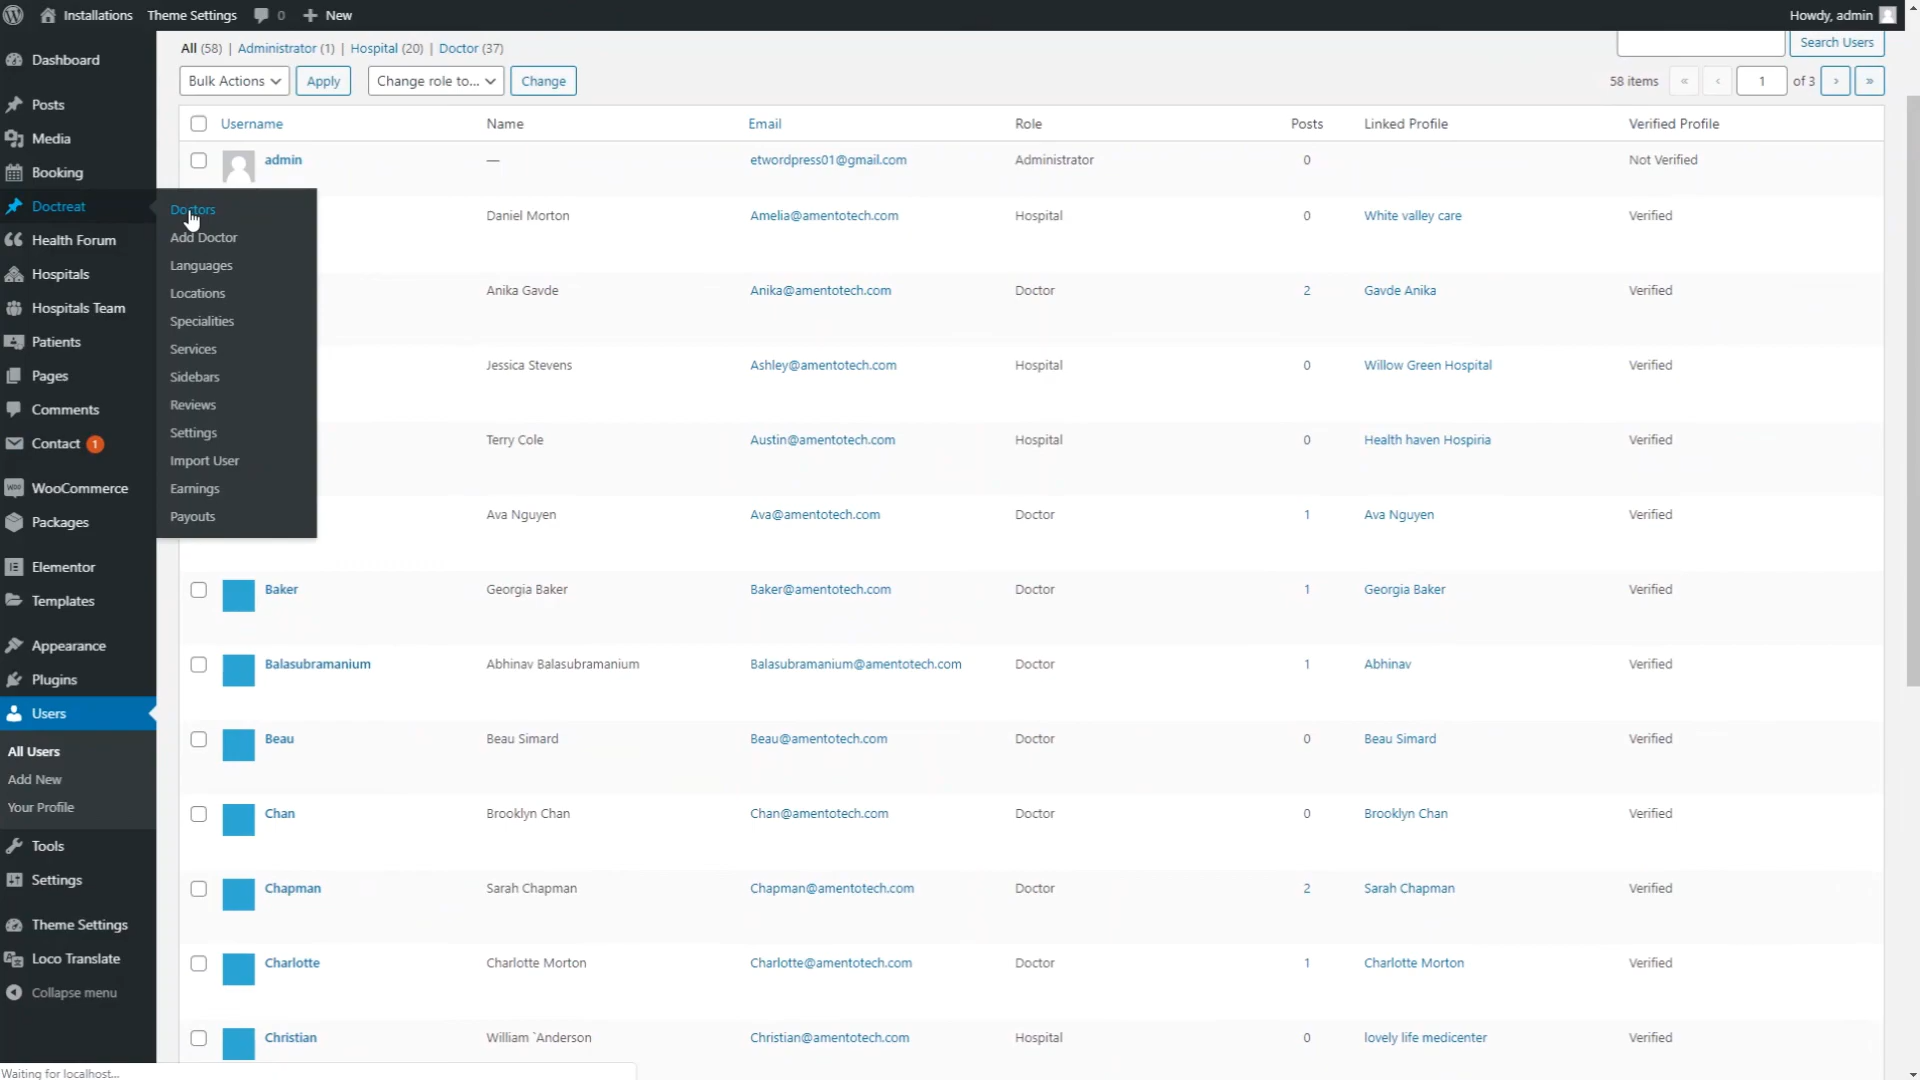 Installations Theme Settings 0 New Howdy, admin
All (58) | Administrator (1) | Hospital (20) | Doctor (37) Search Users
Bulk Actions Apply Change role to... Change 58 items « ‹ 1 of 3 › »
Username Name Email Role Posts Linked Profile Verified Profile
admin — etwordpress01@gmail.com Administrator 0 Not Verified
Daniel Morton Amelia@amentotech.com Hospital 0 White valley care Verified
Anika Gavde Anika@amentotech.com Doctor 2 Gavde Anika Verified
Jessica Stevens Ashley@amentotech.com Hospital 0 Willow Green Hospital Verified
Terry Cole Austin@amentotech.com Hospital 0 Health haven Hospiria Verified
Ava Nguyen Ava@amentotech.com Doctor 1 Ava Nguyen Verified
Baker Georgia Baker Baker@amentotech.com Doctor 1 Georgia Baker Verified
Balasubramanium Abhinav Balasubramanium Balasubramanium@amentotech.com Doctor 1 Abhinav Verified
Beau Beau Simard Beau@amentotech.com Doctor 0 Beau Simard Verified
Chan Brooklyn Chan Chan@amentotech.com Doctor 0 Brooklyn Chan Verified
Chapman Sarah Chapman Chapman@amentotech.com Doctor 2 Sarah Chapman Verified
Charlotte Charlotte Morton Charlotte@amentotech.com Doctor 1 Charlotte Morton Verified
Christian William `Anderson Christian@amentotech.com Hospital 0 lovely life medicenter Verified
Dashboard
Posts
Media
Booking
Doctreat
Health Forum
Hospitals
Hospitals Team
Patients
Pages
Comments
Contact 1
WooCommerce
Packages
Elementor
Templates
Appearance
Plugins
Users
All Users
Add New
Your Profile
Tools
Settings
Theme Settings
Loco Translate
Collapse menu
Doctors
Add Doctor
Languages
Locations
Specialities
Services
Sidebars
Reviews
Settings
Import User
Earnings
Payouts
Waiting for localhost...